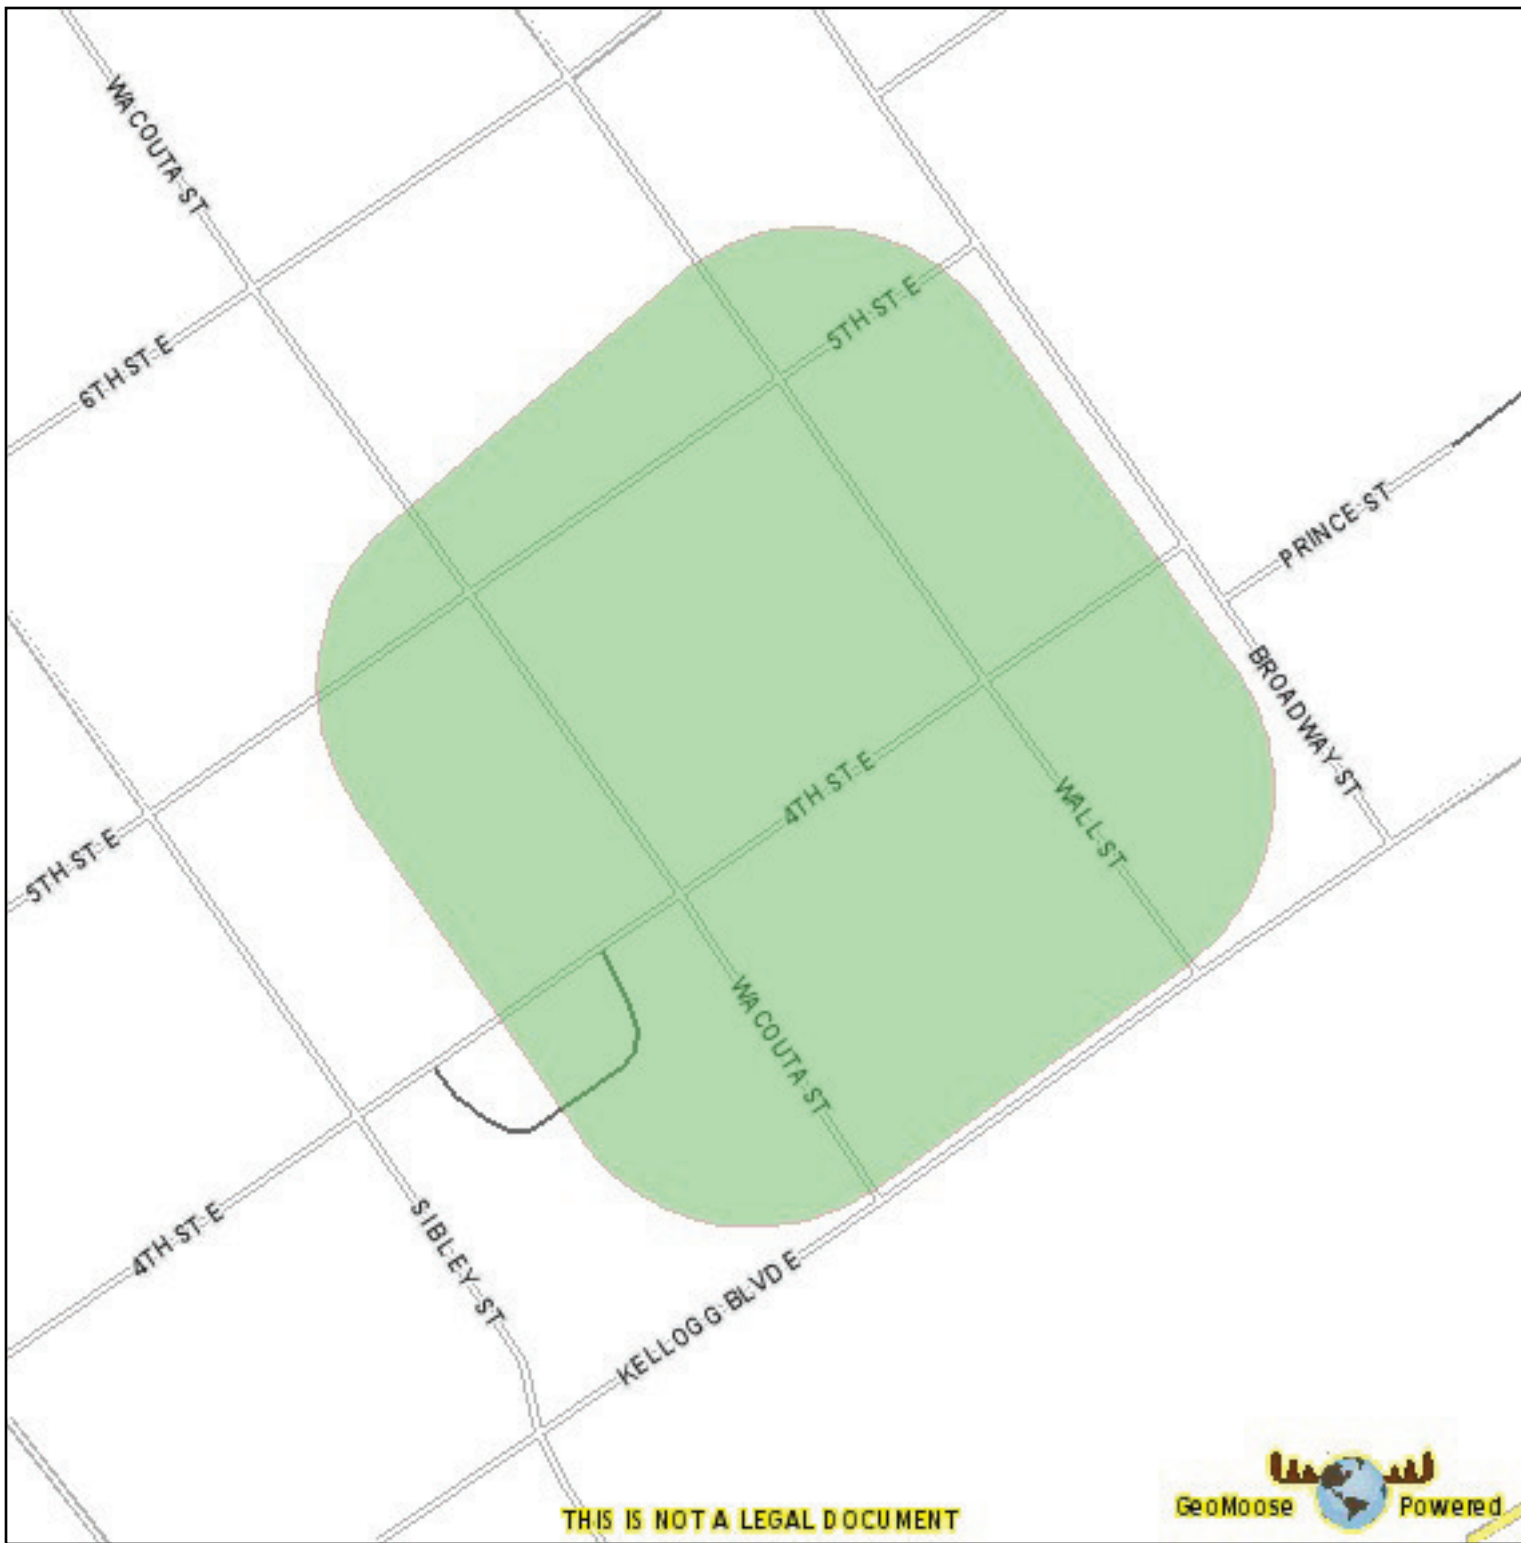 WACOUTA ST
6TH ST E
5TH ST E
PRINCE ST
BROADWAY ST
4TH ST E
WALL ST
5TH ST E
WACOUTA ST
4TH ST E
SIBLEY ST
KELLOGG BLVD E
THIS IS NOT A LEGAL DOCUMENT
GeoMoose Powered